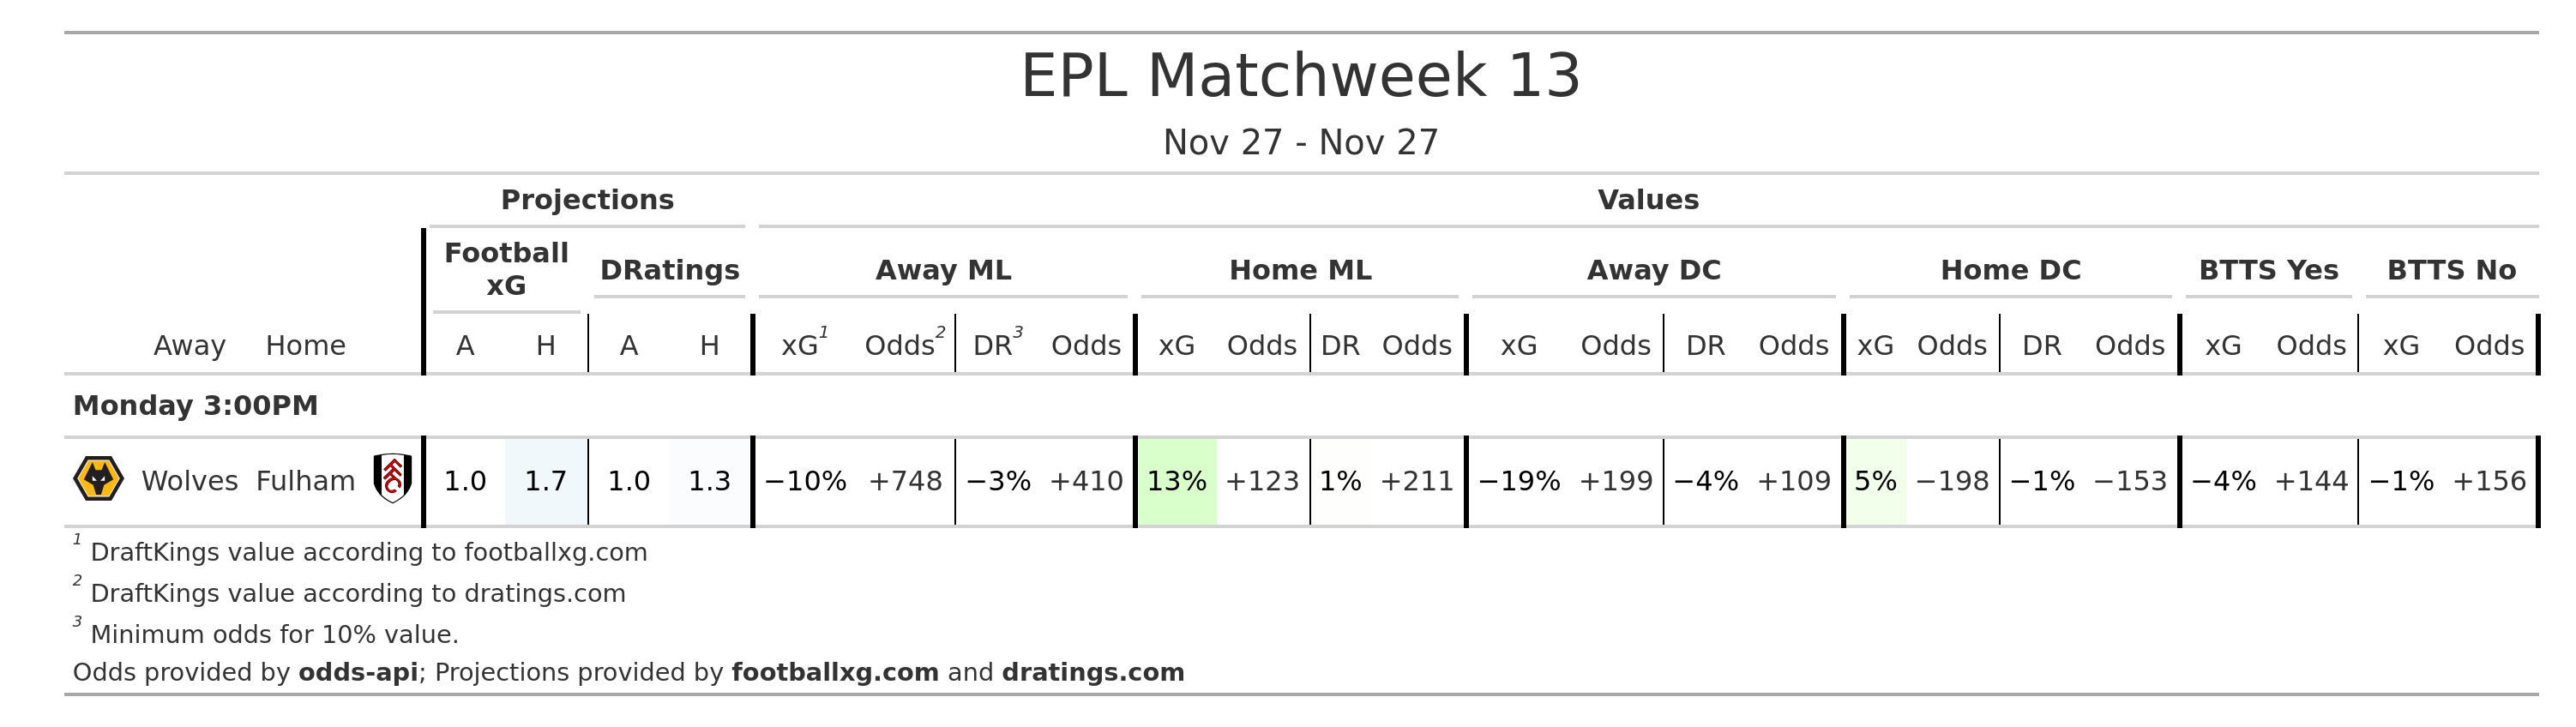 EPL Matchweek 13
Nov 27 - Nov 27
Projections Values
Football xG DRatings Away ML Home ML Away DC Home DC BTTS Yes BTTS No
Away Home A H A H xG1 Odds2 DR3 Odds xG Odds DR Odds xG Odds DR Odds xG Odds DR Odds xG Odds xG Odds
Monday 3:00PM
Wolves Fulham 1.0 1.7 1.0 1.3 −10% +748 −3% +410 13% +123 1% +211 −19% +199 −4% +109 5% −198 −1% −153 −4% +144 −1% +156
1 DraftKings value according to footballxg.com
2 DraftKings value according to dratings.com
3 Minimum odds for 10% value.
Odds provided by odds-api; Projections provided by footballxg.com and dratings.com